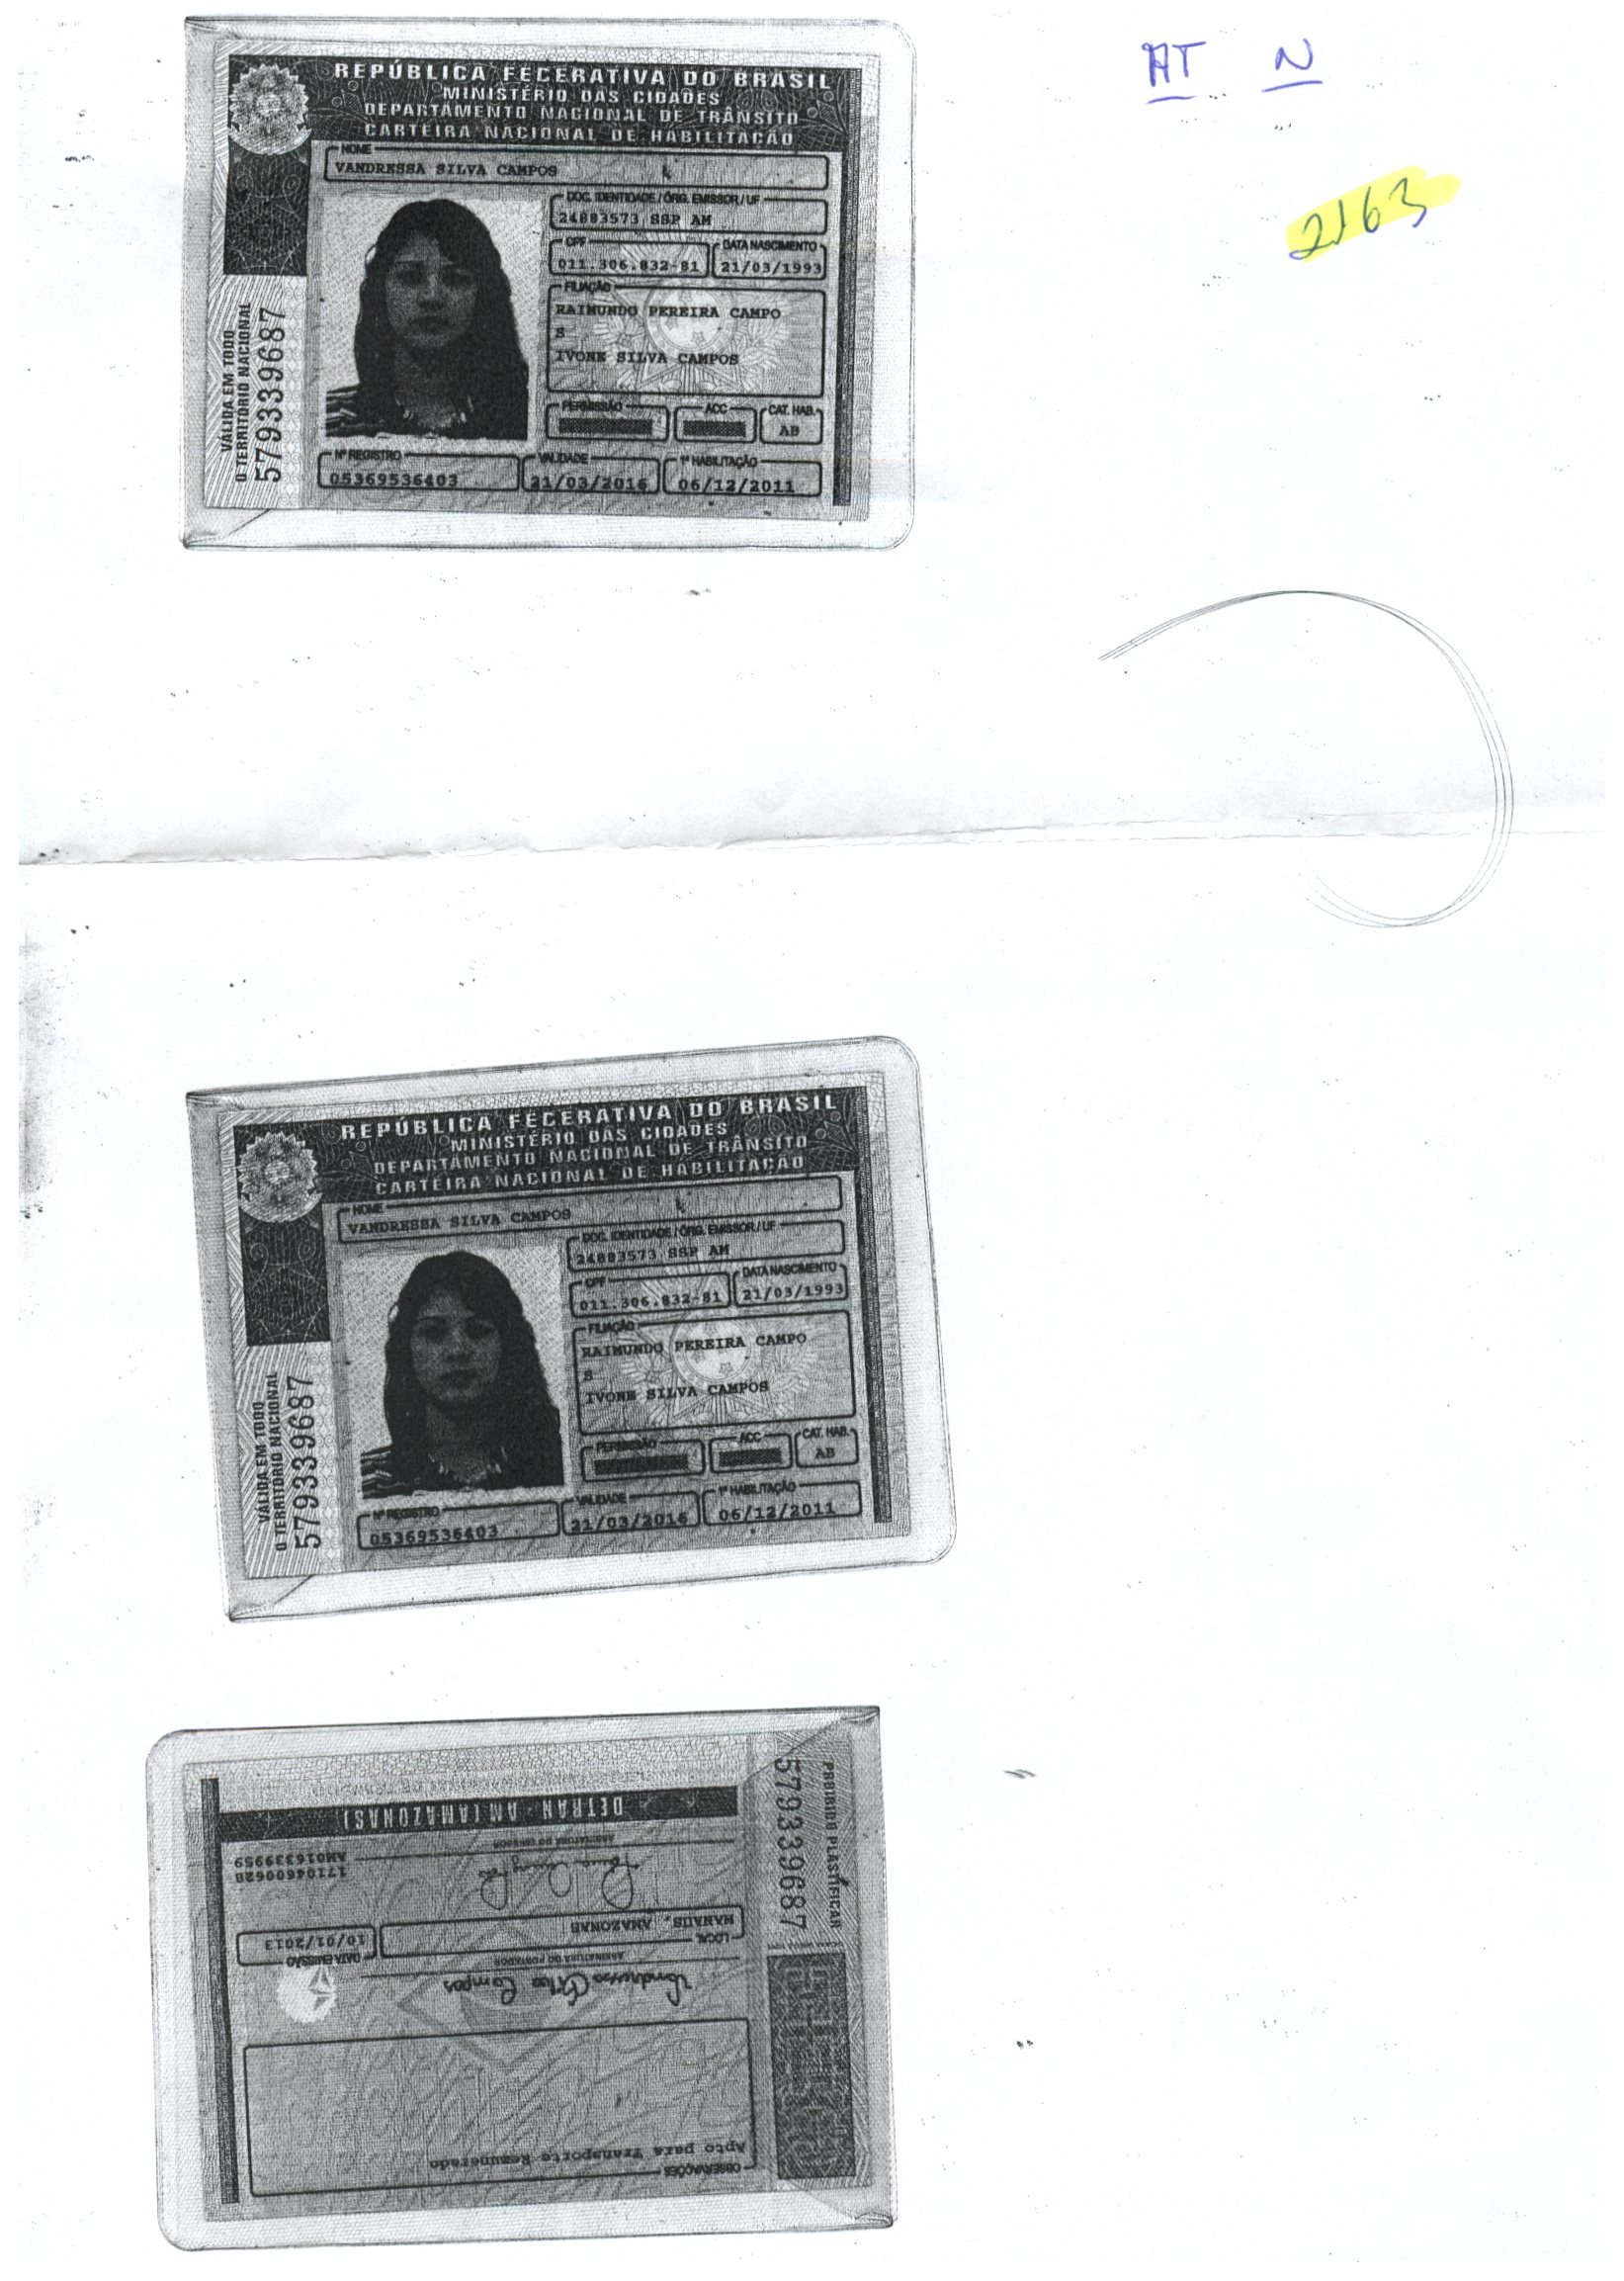 AT N
2163
REPÚBLICA FEDERATIVA DO BRASIL
MINISTÉRIO DAS CIDADES
DEPARTAMENTO NACIONAL DE TRÂNSITO
CARTEIRA NACIONAL DE HABILITAÇÃO
NOME
VANDRESSA SILVA CAMPOS
DOC. IDENTIDADE / ÓRG. EMISSOR / UF
24883573 SSP AM
CPF DATA NASCIMENTO
011.306.832-81 21/03/1993
FILIAÇÃO
RAIMUNDO PEREIRA CAMPO
S
IVONE SILVA CAMPOS
PERMISSÃO ACC CAT. HAB.
AB
Nº REGISTRO VALIDADE 1ª HABILITAÇÃO
05369536403 21/03/2016 06/12/2011
VÁLIDA EM TODO
O TERRITÓRIO NACIONAL
579339687
REPÚBLICA FEDERATIVA DO BRASIL
MINISTÉRIO DAS CIDADES
DEPARTAMENTO NACIONAL DE TRÂNSITO
CARTEIRA NACIONAL DE HABILITAÇÃO
NOME
VANDRESSA SILVA CAMPOS
DOC. IDENTIDADE / ÓRG. EMISSOR / UF
24883573 SSP AM
CPF DATA NASCIMENTO
011.306.832-81 21/03/1993
FILIAÇÃO
RAIMUNDO PEREIRA CAMPO
S
IVONE SILVA CAMPOS
PERMISSÃO ACC CAT. HAB.
AB
Nº REGISTRO VALIDADE 1ª HABILITAÇÃO
05369536403 21/03/2016 06/12/2011
VÁLIDA EM TODO
O TERRITÓRIO NACIONAL
579339687
PROIBIDO PLASTIFICAR
579339687
OBSERVAÇÕES
Apto para Transporte Remunerado
Vandressa Silva Campos
ASSINATURA DO PORTADOR
LOCAL DATA EMISSÃO
MANAUS, AMAZONAS 10/01/2013
17104600628
AM016339959
ASSINATURA DO EMISSOR
DETRAN - AM (AMAZONAS)